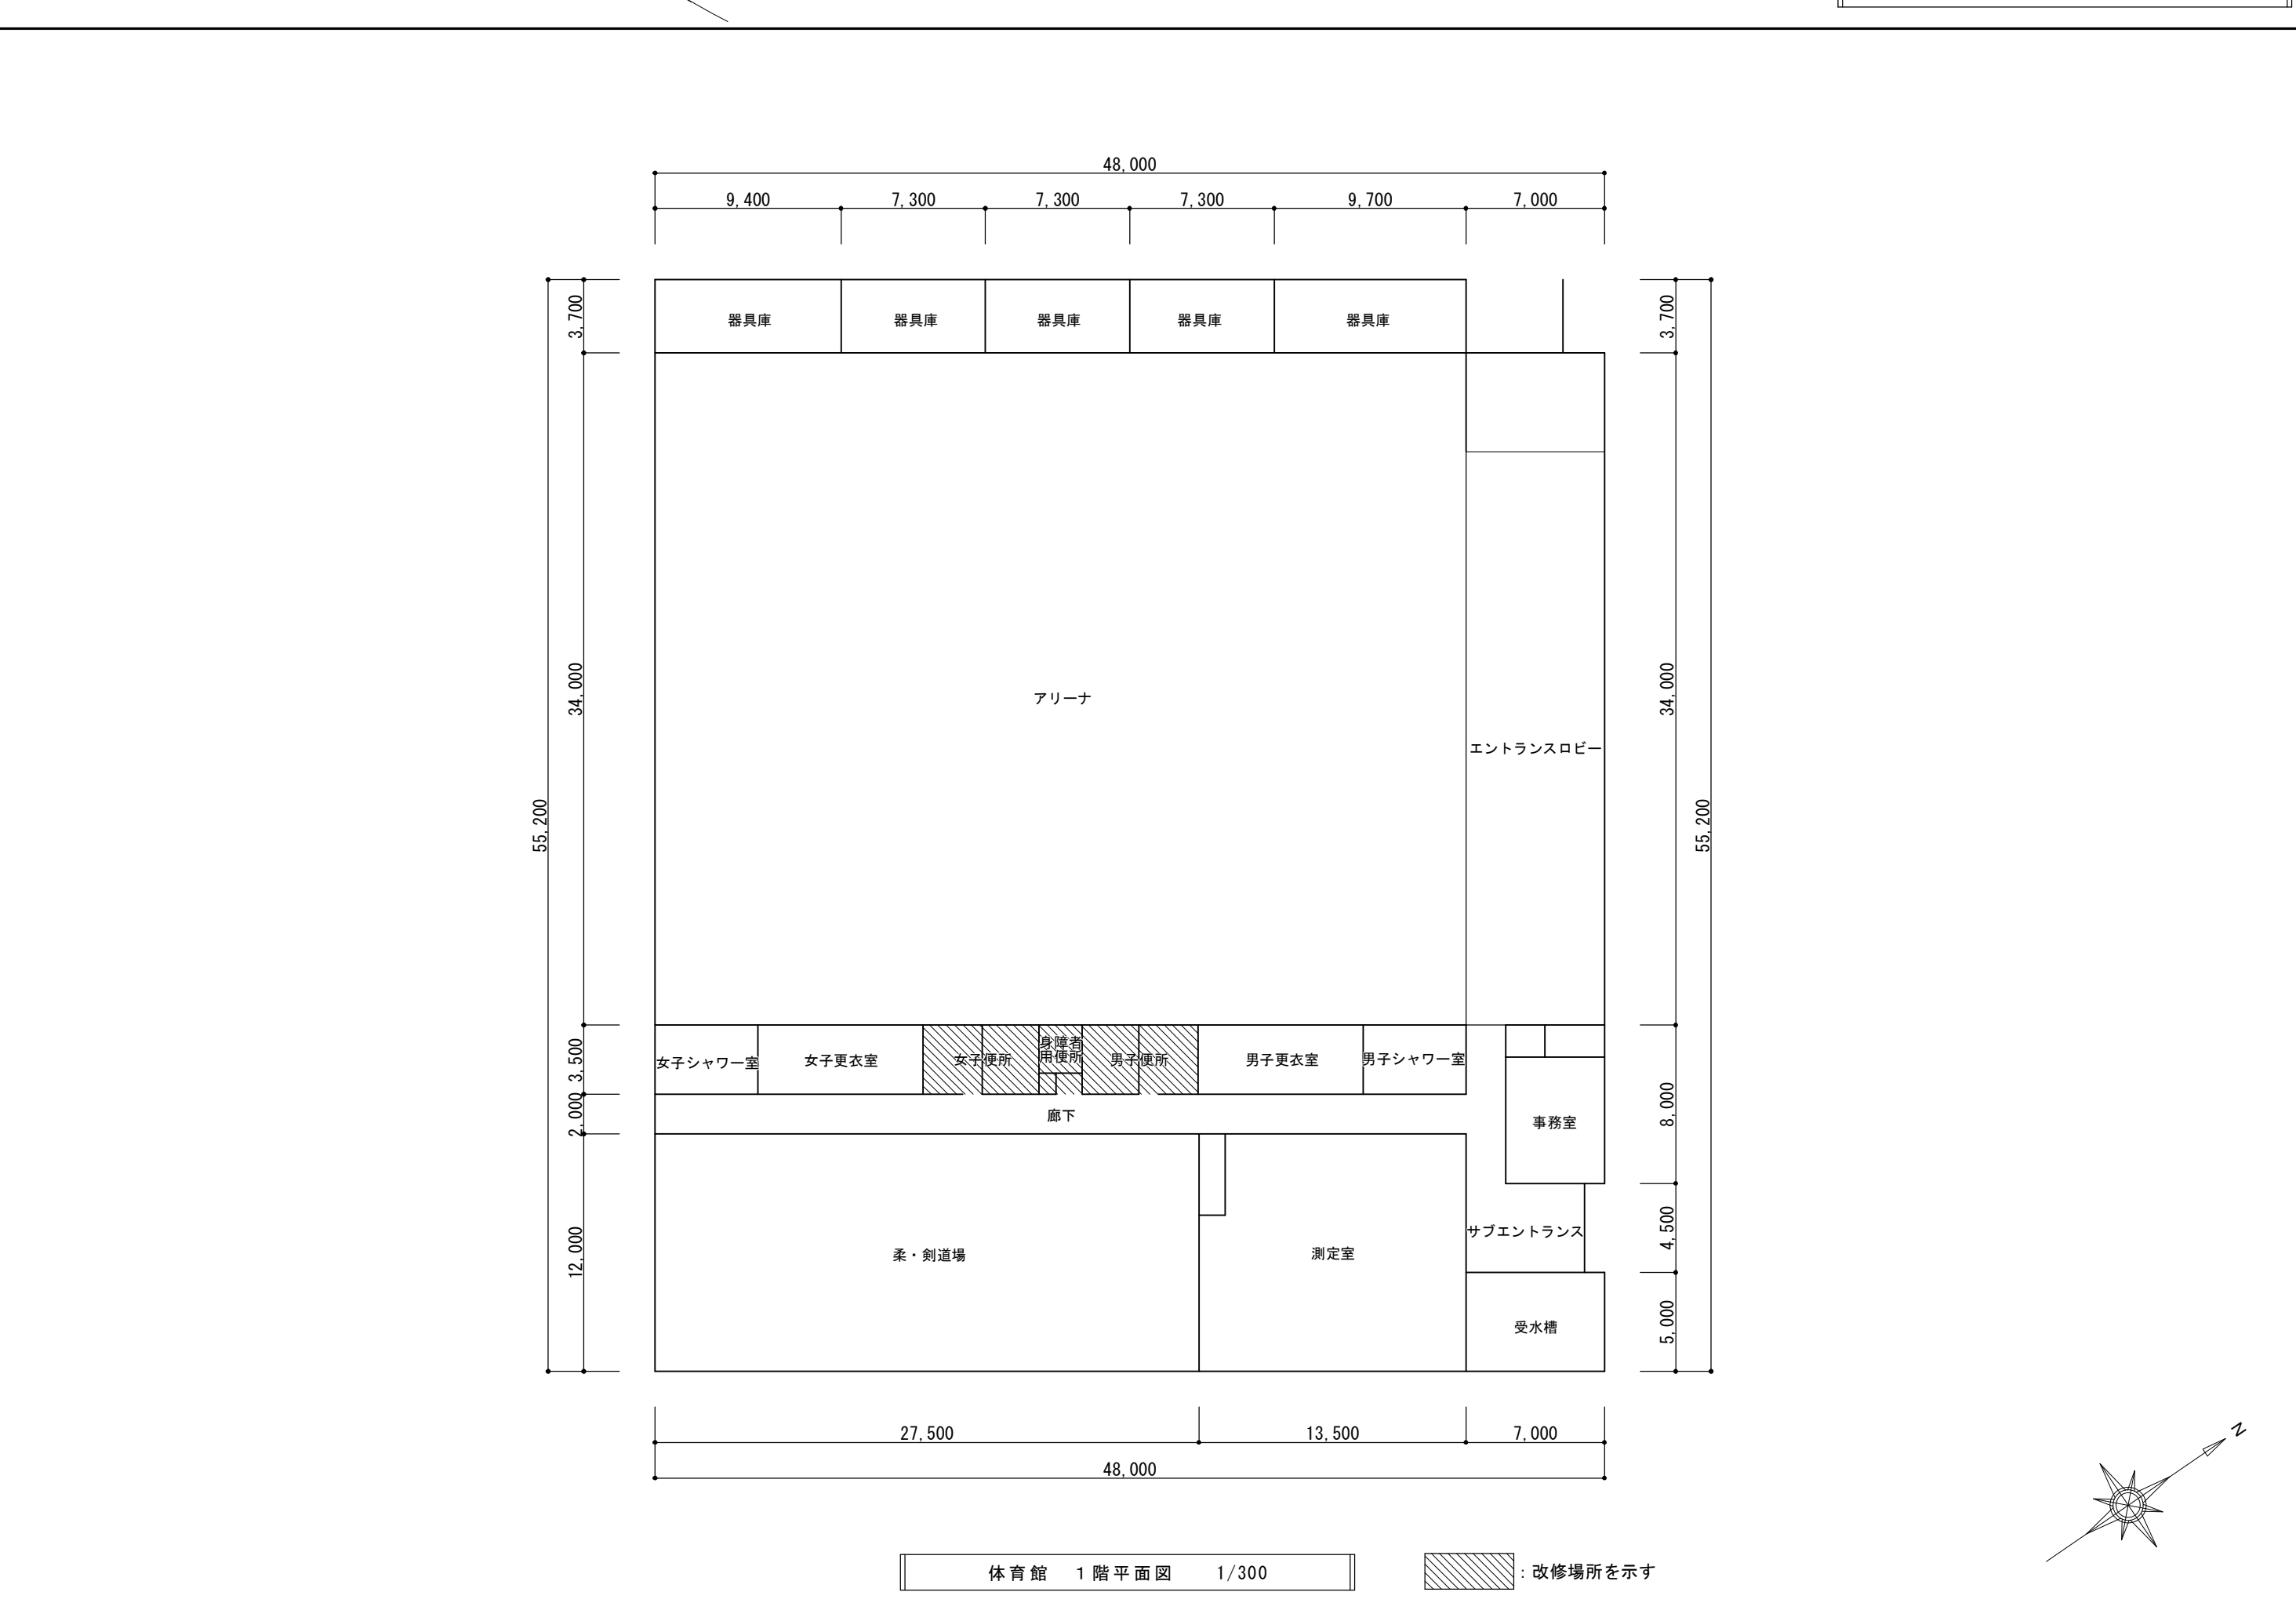 48,000
9,400
7,300
7,300
7,300
9,700
7,000
3,700
器具庫
器具庫
器具庫
器具庫
器具庫
3,700
34,000
アリーナ
34,000
エントランスロビー
55,200
55,200
3,500
女子シャワー室
女子更衣室
女子便所
身障者
用便所
男子便所
男子更衣室
男子シャワー室
8,000
2,000
廊下
事務室
12,000
柔・剣道場
測定室
サブエントランス
4,500
受水槽
5,000
27,500
13,500
7,000
48,000
N
体育館 1階平面図 1/300
：改修場所を示す